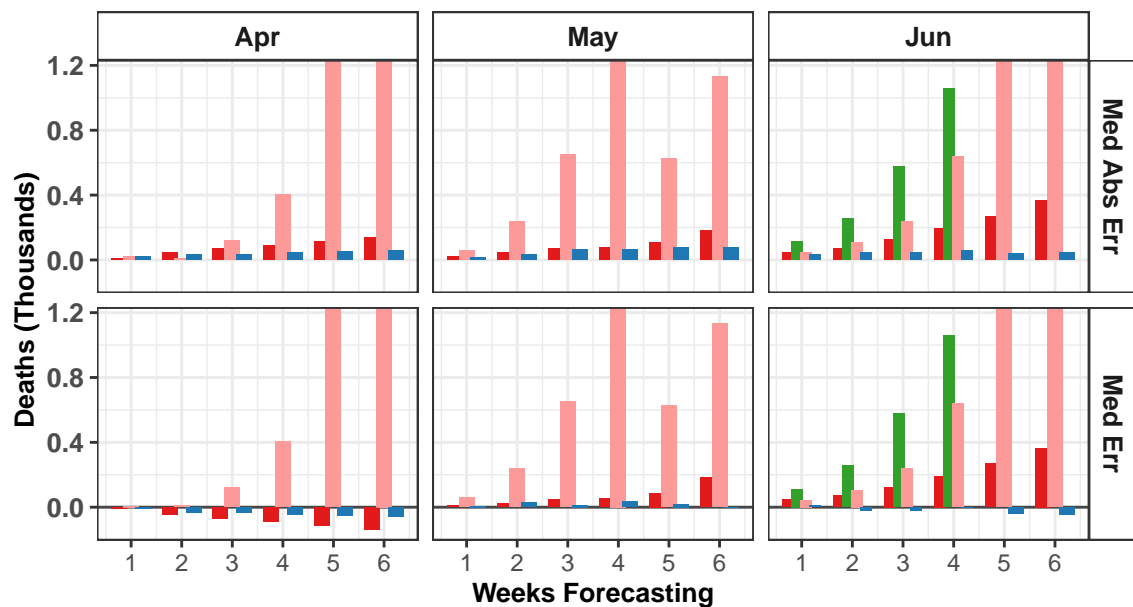 Apr May Jun
1.2
0.8
0.4
0.0
Med Abs Err
1.2
0.8
0.4
0.0
Med Err
Deaths (Thousands)
1 2 3 4 5 6 1 2 3 4 5 6 1 2 3 4 5 6
Weeks Forecasting